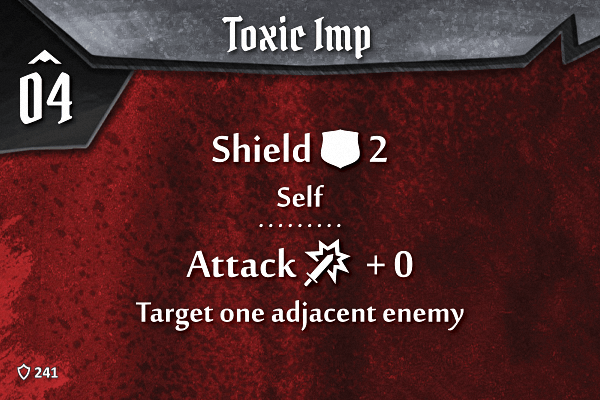 Toxic Imp
04
Shield 2
Self
Attack + 0
Target one adjacent enemy
241